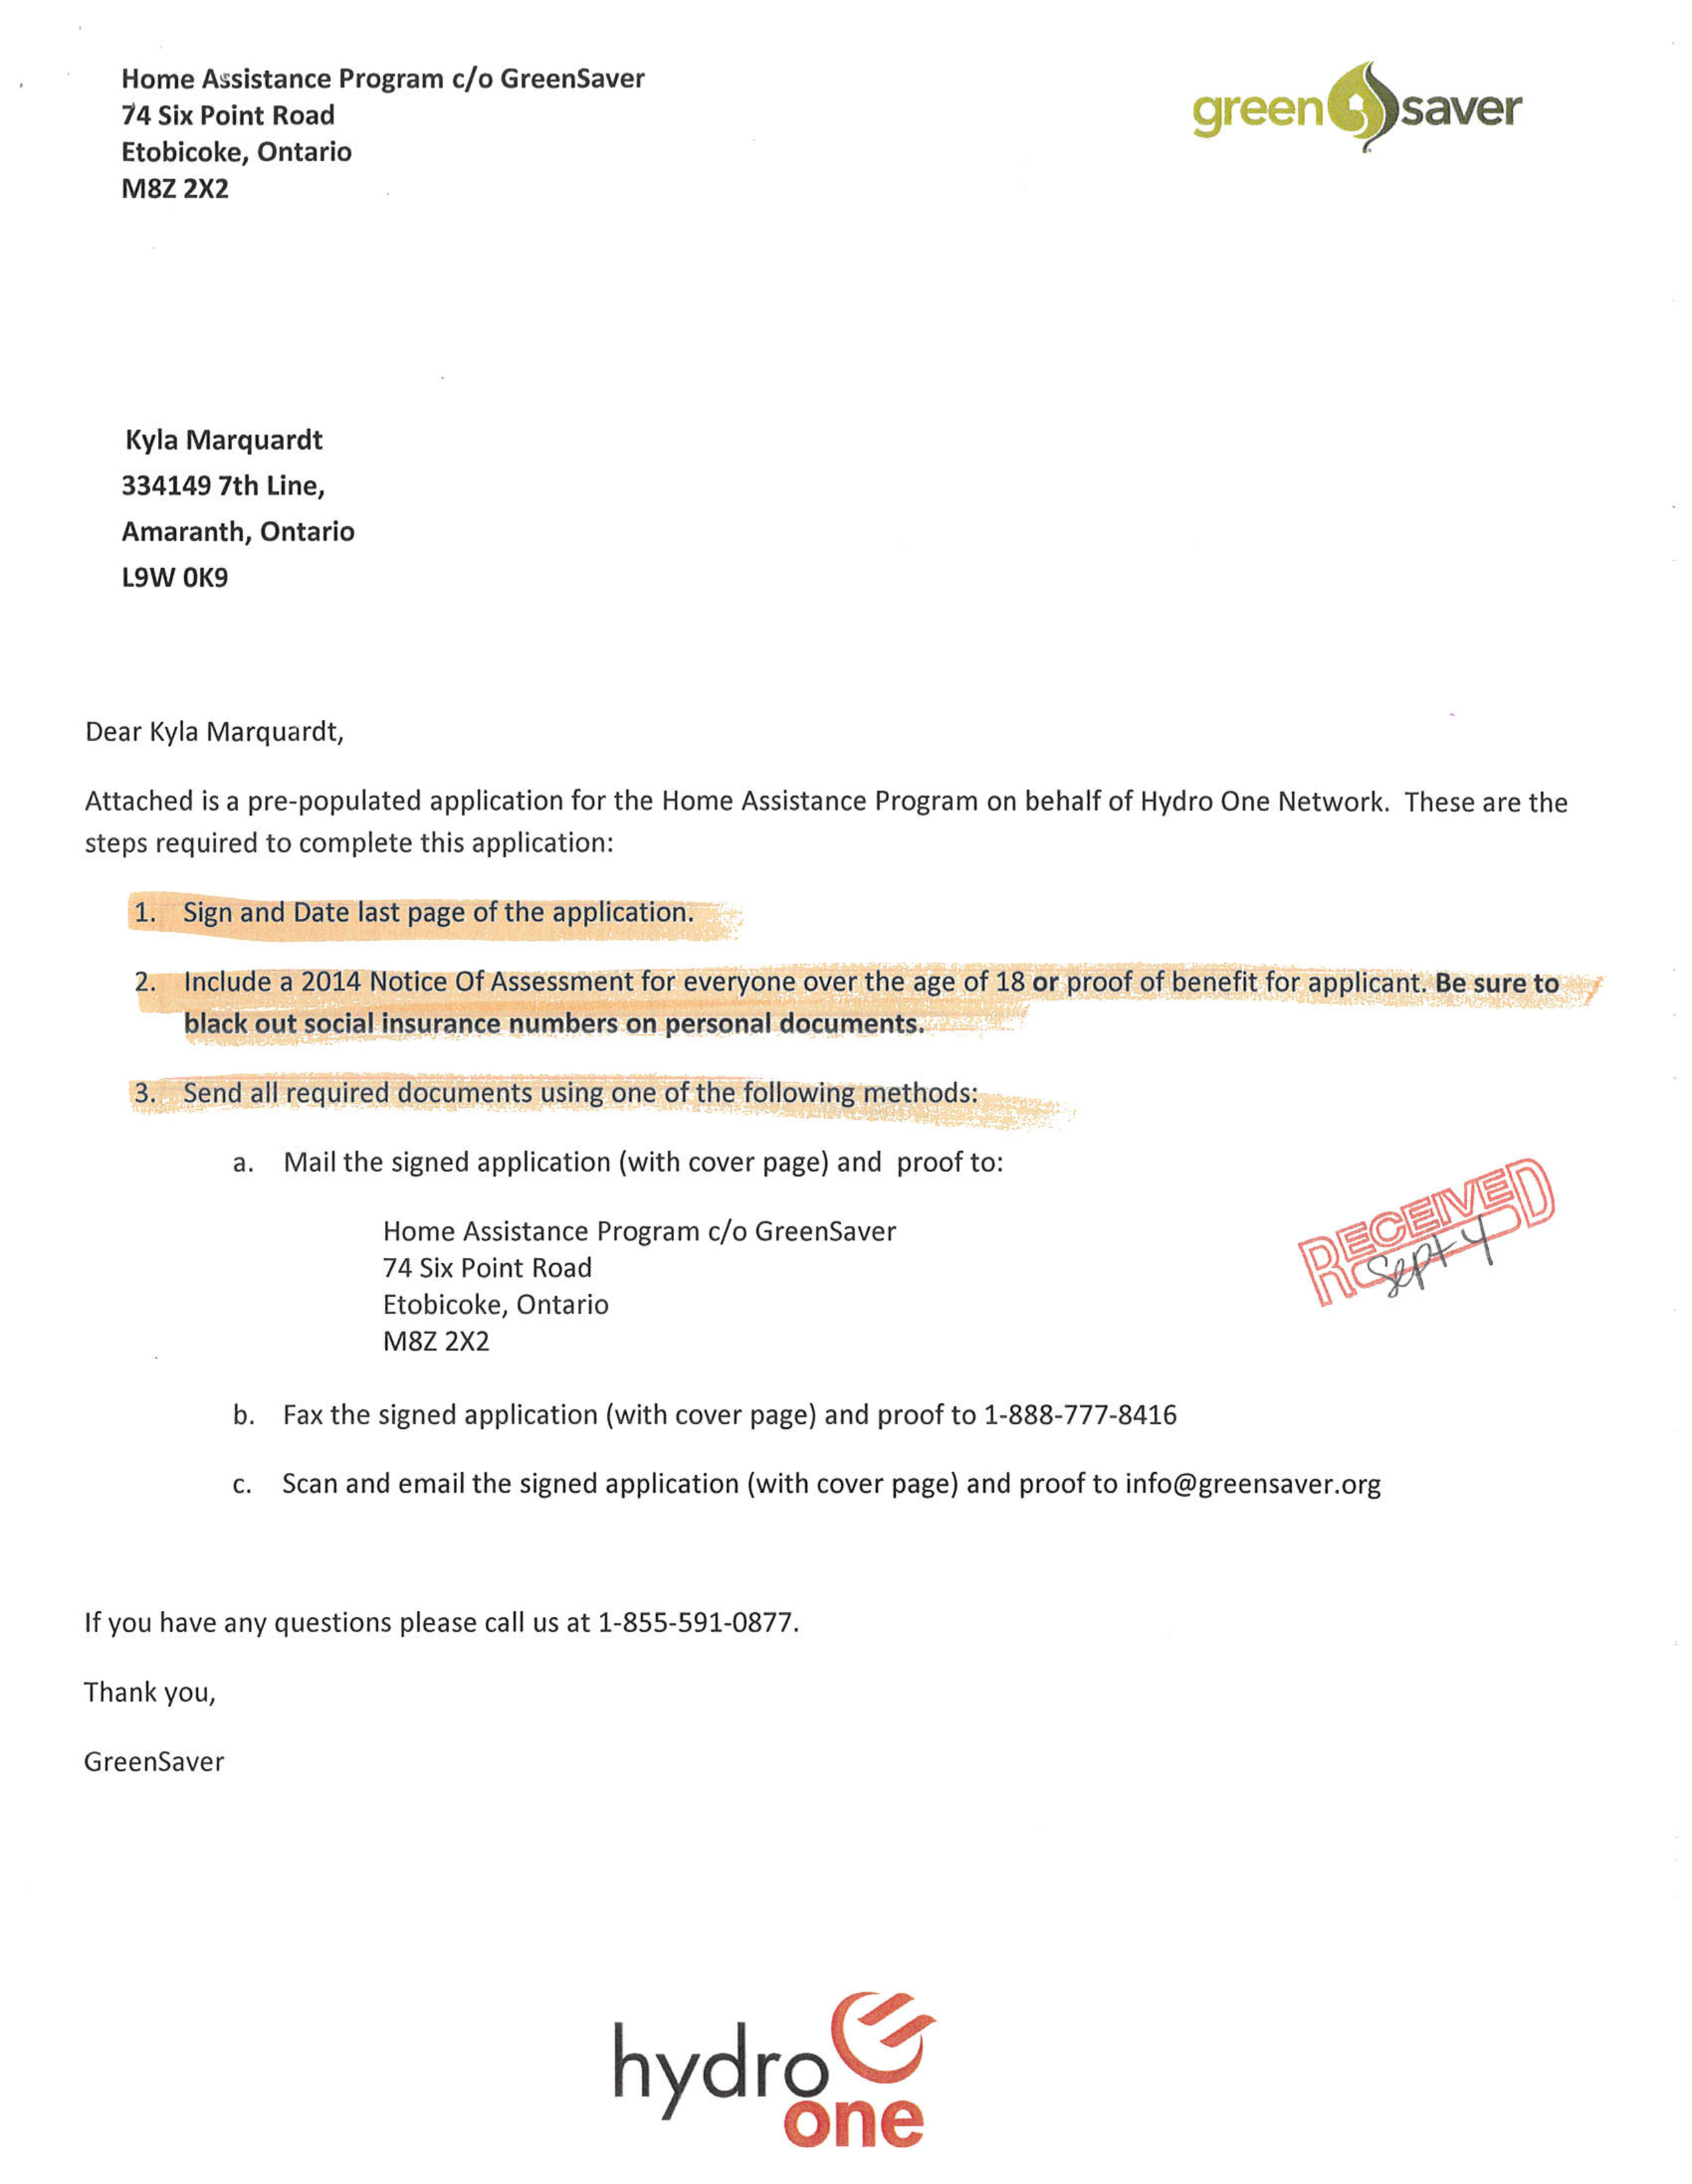 Home Assistance Program c/o GreenSaver
74 Six Point Road
Etobicoke, Ontario
M8Z 2X2
green saver
Kyla Marquardt
334149 7th Line,
Amaranth, Ontario
L9W 0K9
Dear Kyla Marquardt,
Attached is a pre-populated application for the Home Assistance Program on behalf of Hydro One Network.  These are the
steps required to complete this application:
1. Sign and Date last page of the application.
2. Include a 2014 Notice Of Assessment for everyone over the age of 18 or proof of benefit for applicant. Be sure to
black out social insurance numbers on personal documents.
3. Send all required documents using one of the following methods:
a. Mail the signed application (with cover page) and  proof to:
Home Assistance Program c/o GreenSaver
74 Six Point Road
Etobicoke, Ontario
M8Z 2X2
RECEIVED
Sept 4
b. Fax the signed application (with cover page) and proof to 1-888-777-8416
c. Scan and email the signed application (with cover page) and proof to info@greensaver.org
If you have any questions please call us at 1-855-591-0877.
Thank you,
GreenSaver
hydro
one